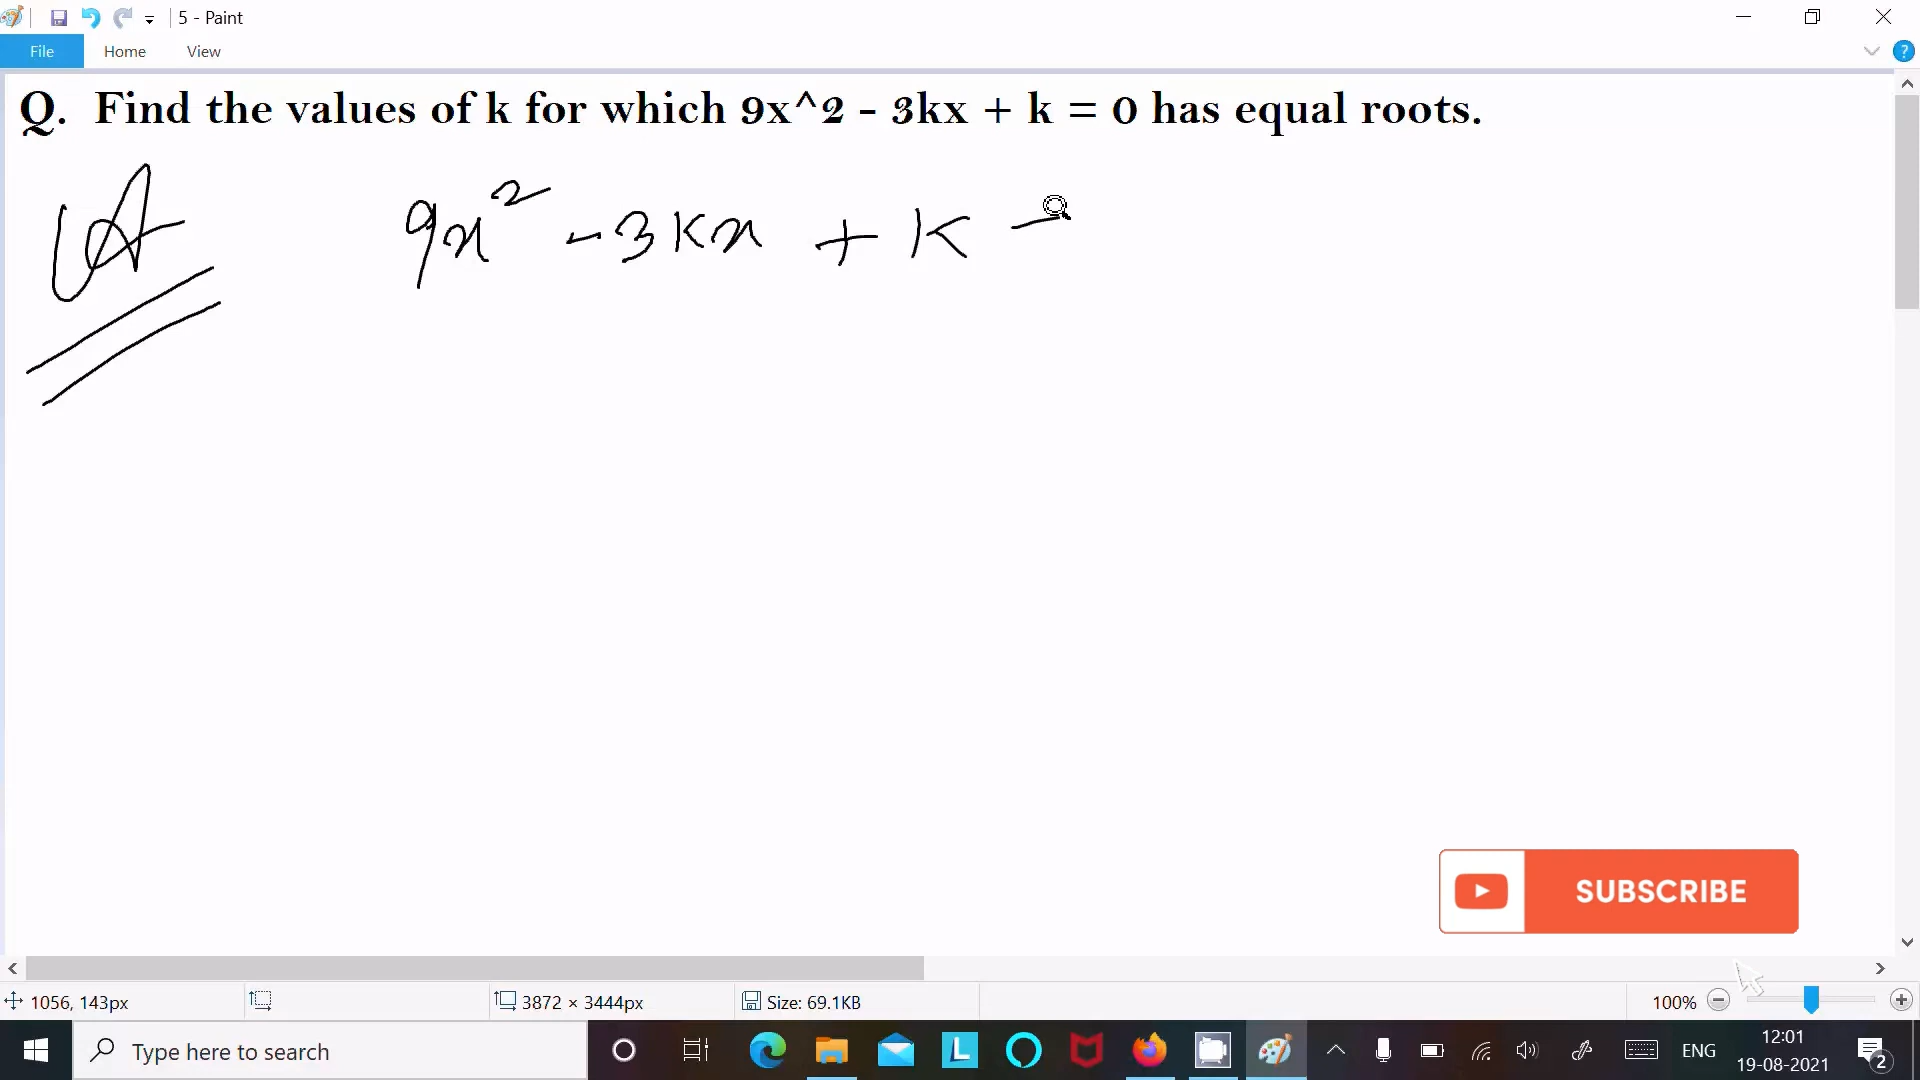 5 - Paint
File Home View
Q. Find the values of k for which 9x^2 - 3kx + k = 0 has equal roots.
A 9x² - 3kx + k -
SUBSCRIBE
1056, 143px 3872 × 3444px Size: 69.1KB 100%
Type here to search
L
ENG
12:01
19-08-2021
2